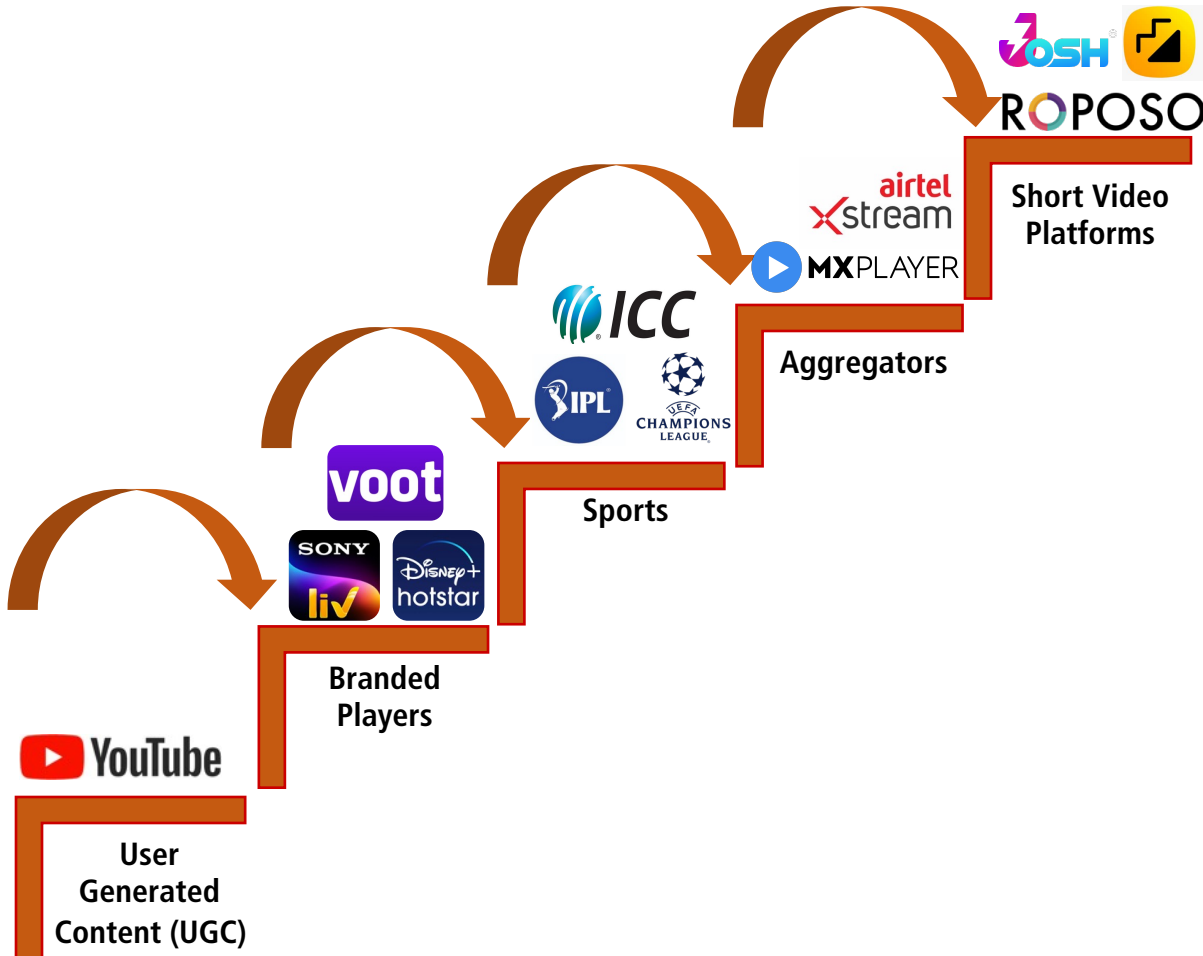 JOSH
ROPOSO
Short Video
Platforms
airtel
Xstream
MXPLAYER
Aggregators
ICC
IPL
UEFA
CHAMPIONS
LEAGUE
Sports
voot
SONY
liv
Disney+
hotstar
Branded
Players
YouTube
User
Generated
Content (UGC)